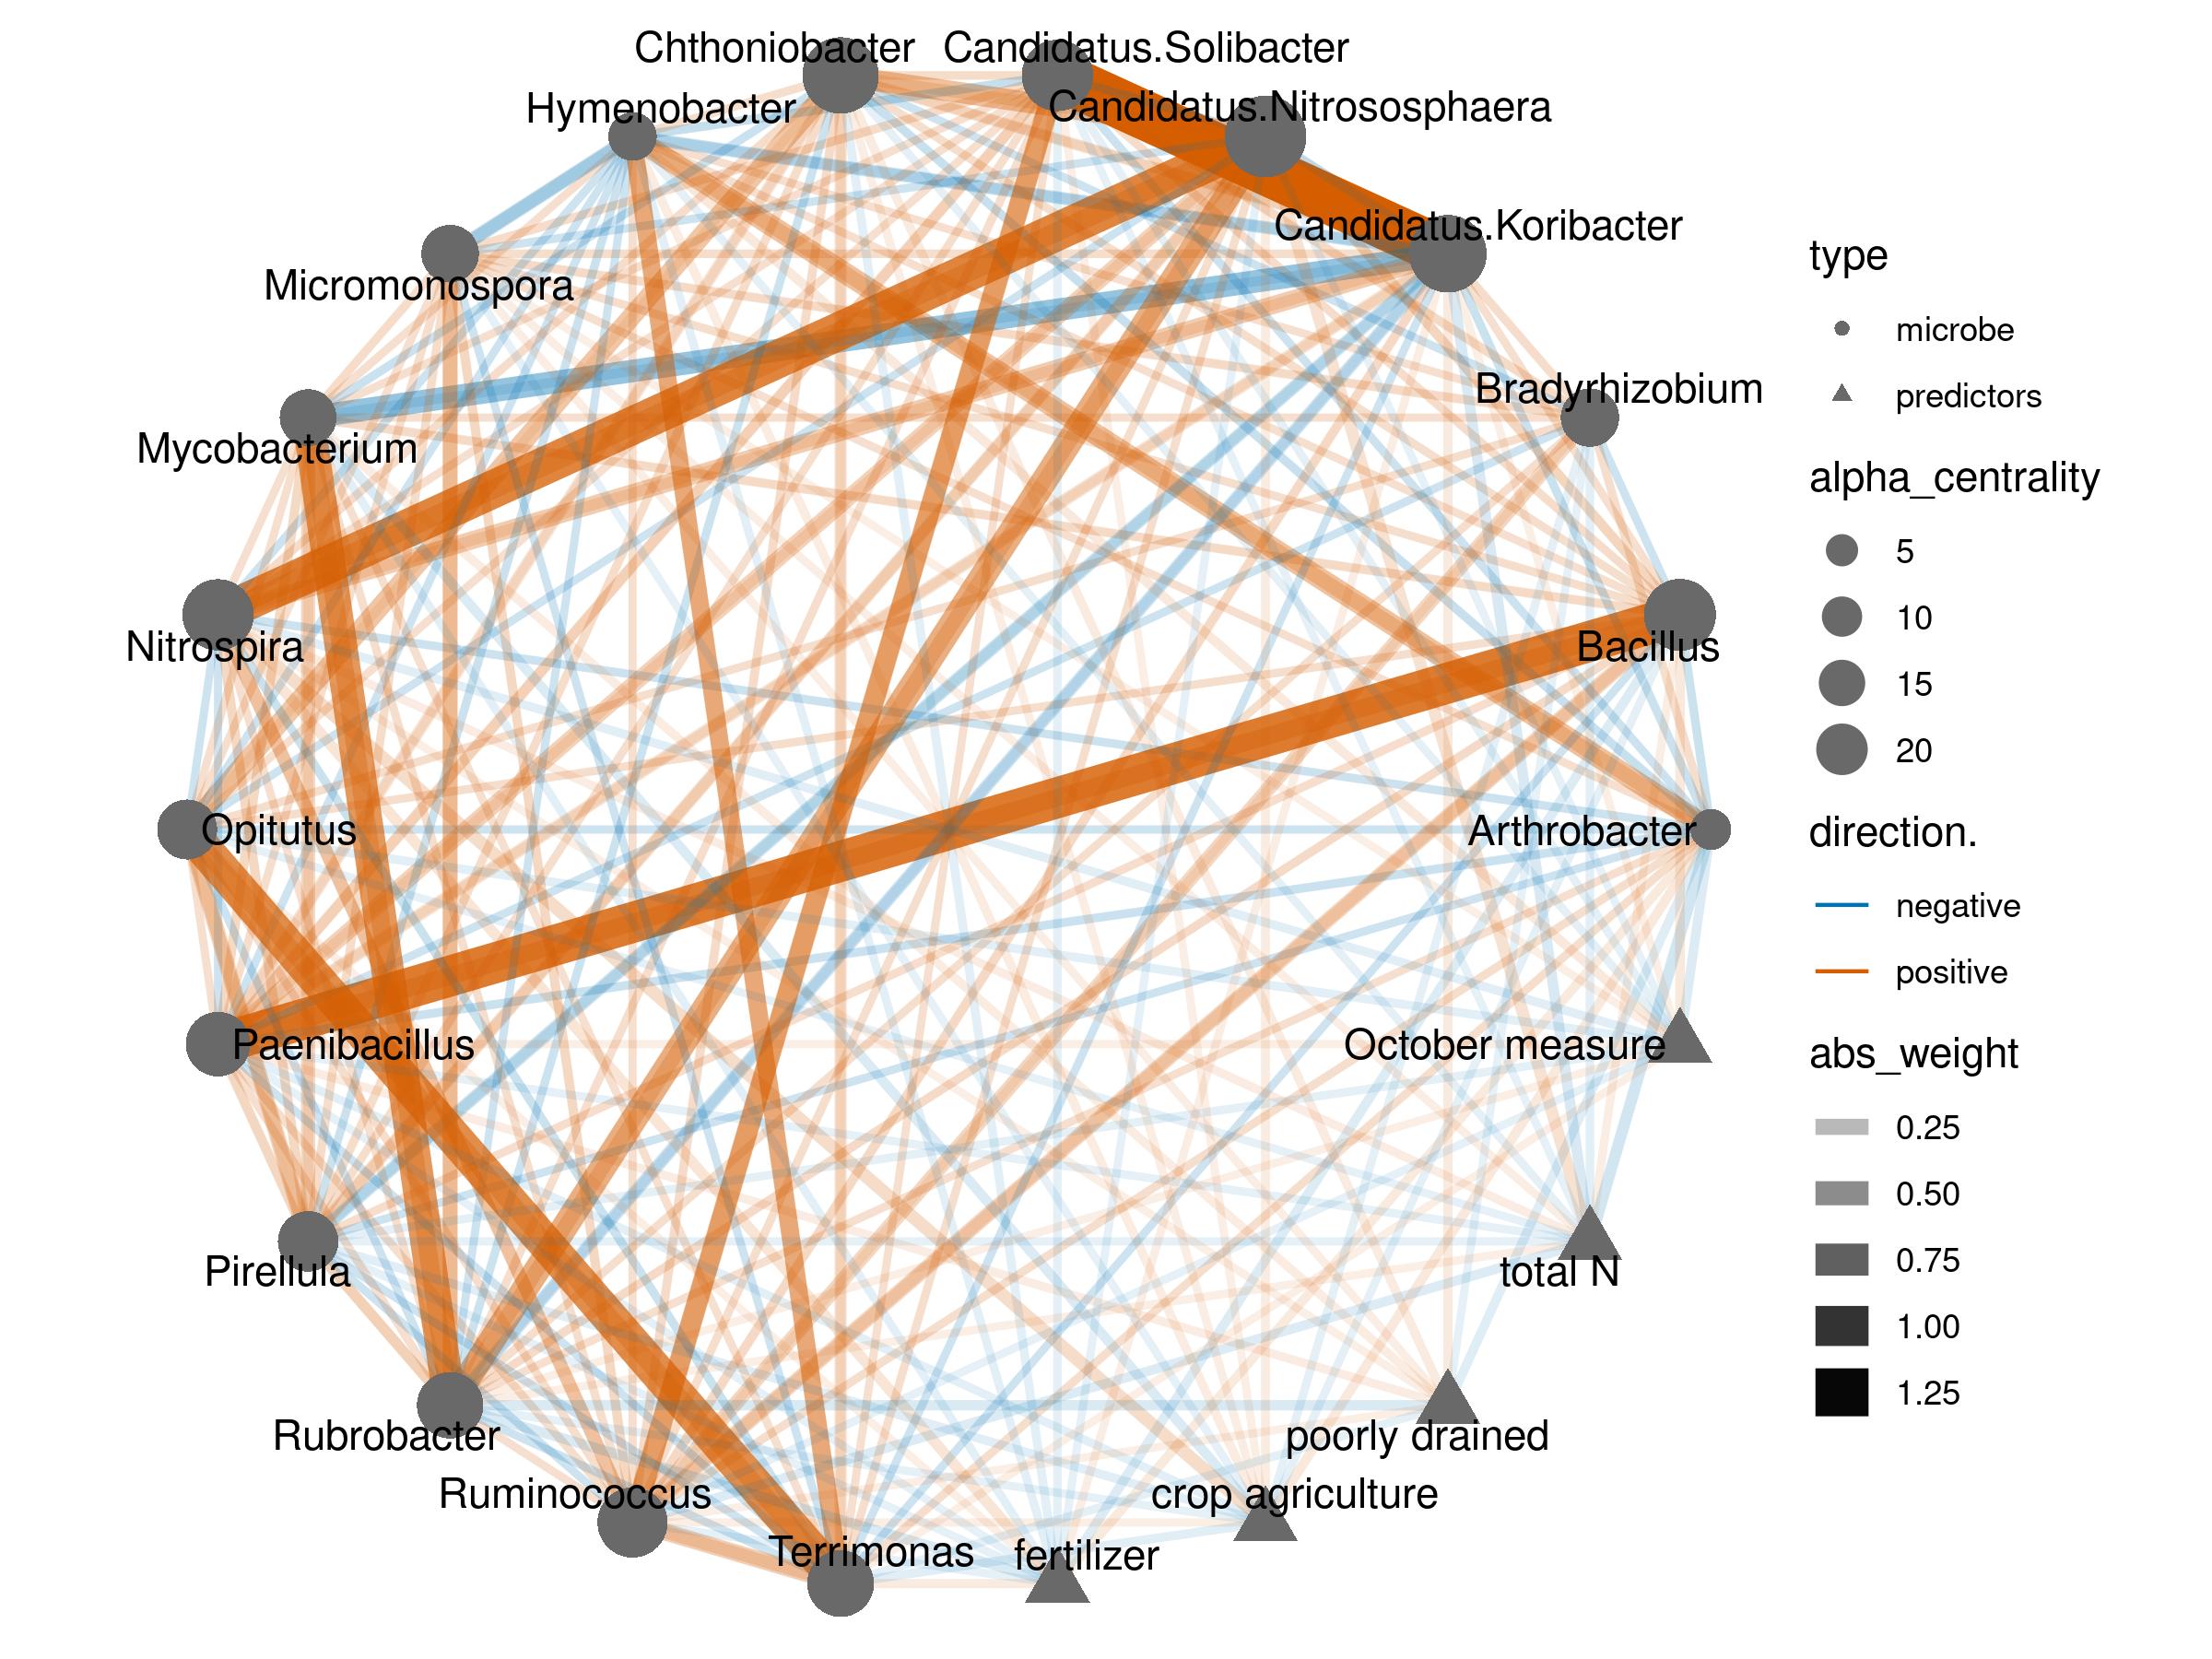 Chthoniobacter
Candidatus.Solibacter
Hymenobacter
Candidatus.Nitrososphaera
Candidatus.Koribacter
Micromonospora
Bradyrhizobium
Mycobacterium
Nitrospira
Bacillus
Opitutus
Arthrobacter
Paenibacillus
October measure
Pirellula
total N
Rubrobacter
poorly drained
Ruminococcus
crop agriculture
Terrimonas
fertilizer
type
microbe
predictors
alpha_centrality
5
10
15
20
direction.
negative
positive
abs_weight
0.25
0.50
0.75
1.00
1.25